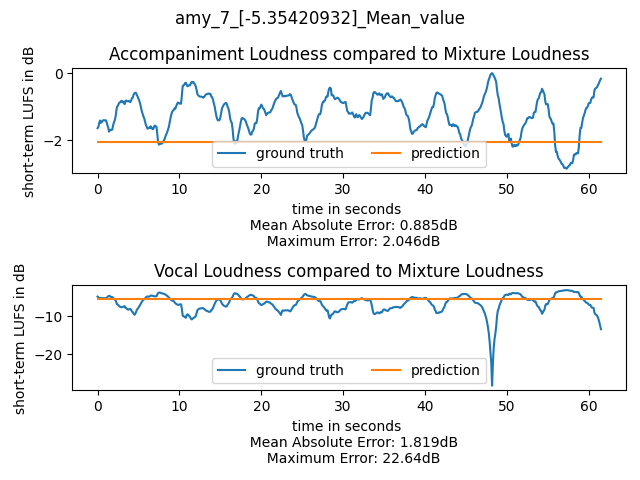 amy_7_[-5.35420932]_Mean_value
Accompaniment Loudness compared to Mixture Loudness
short-term LUFS in dB
0
−2
ground truth
prediction
0
10
20
30
40
50
60
time in seconds
Mean Absolute Error: 0.885dB
Maximum Error: 2.046dB
Vocal Loudness compared to Mixture Loudness
short-term LUFS in dB
−10
−20
ground truth
prediction
0
10
20
30
40
50
60
time in seconds
Mean Absolute Error: 1.819dB
Maximum Error: 22.64dB